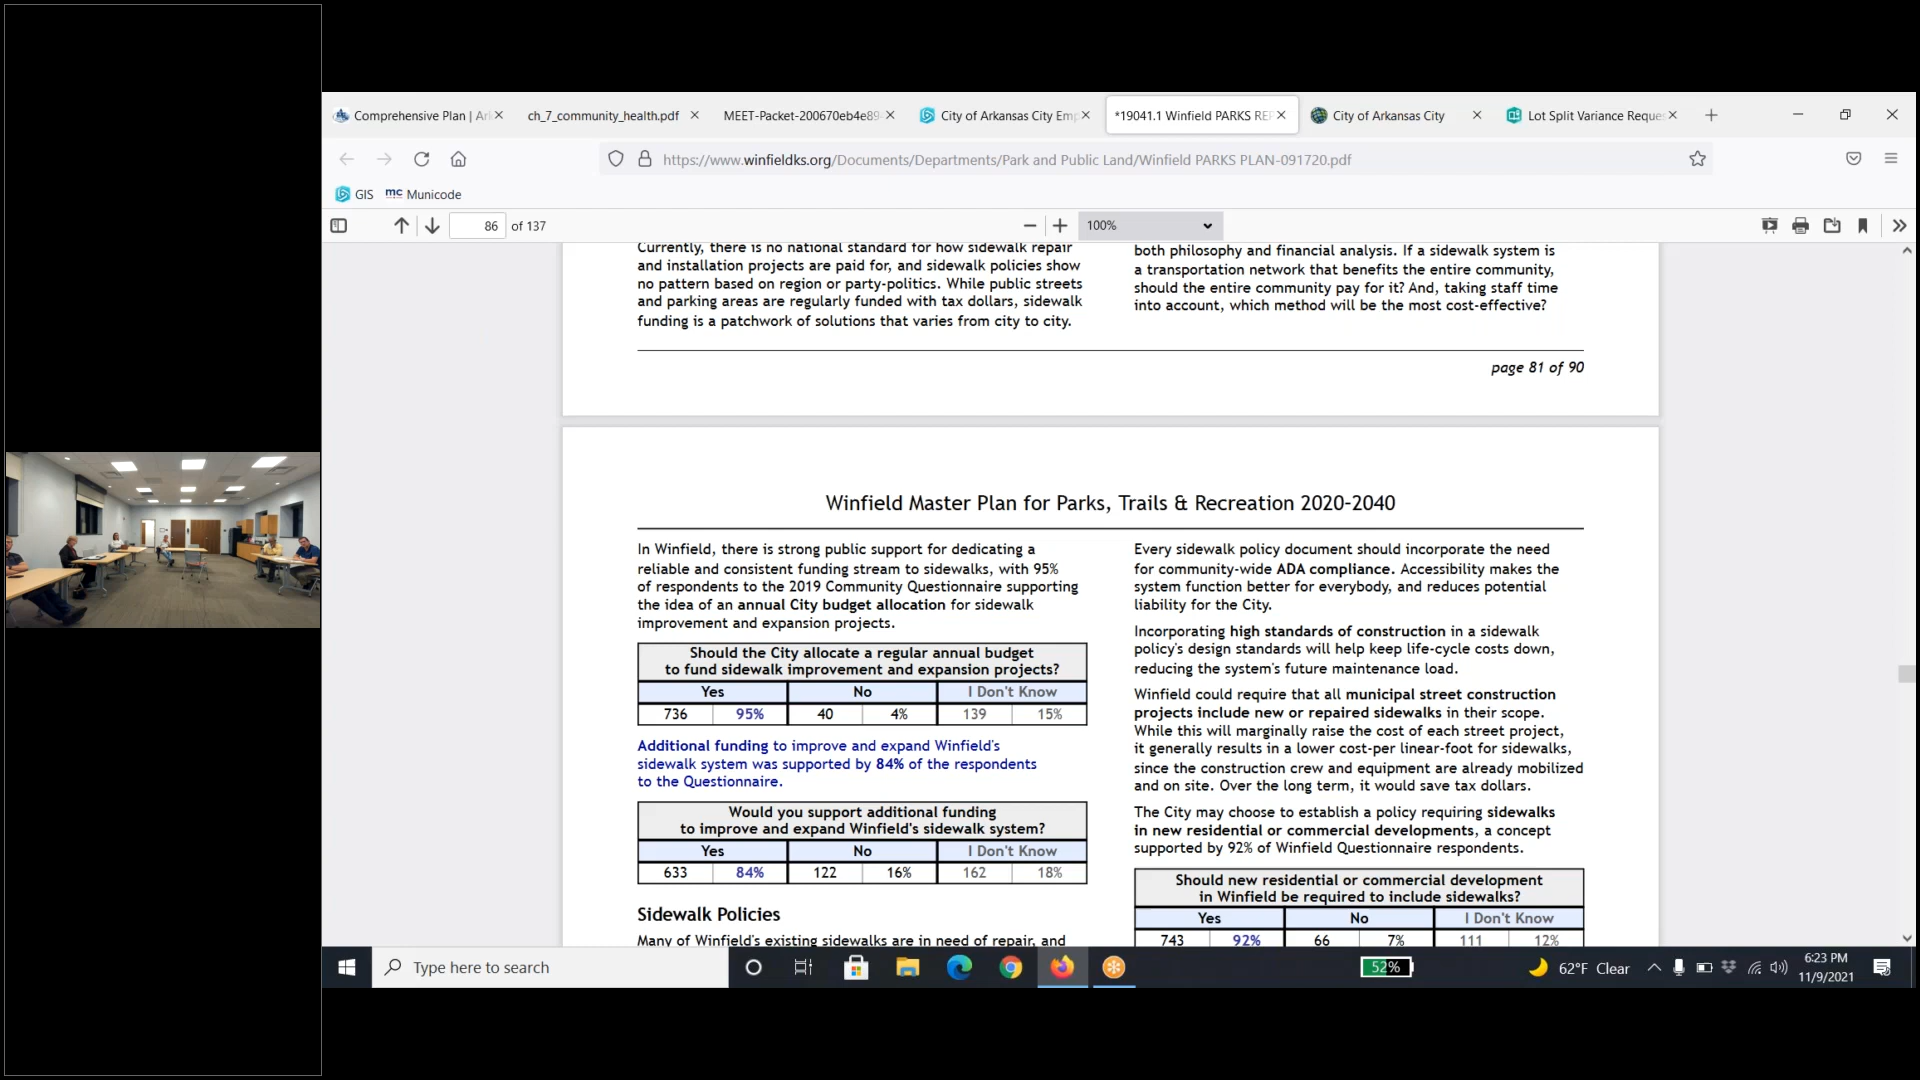 Comprehensive Plan | Ar
ch_7_community_health.pdf
MEET-Packet-200670eb4e89
City of Arkansas City Emp
*19041.1 Winfield PARKS REP
City of Arkansas City
Lot Split Variance Reques
https://www.winfieldks.org/Documents/Departments/Park and Public Land/Winfield PARKS PLAN-091720.pdf
GIS
mc Municode
86 of 137
100%
Currently, there is no national standard for how sidewalk repair
and installation projects are paid for, and sidewalk policies show
no pattern based on region or party-politics. While public streets
and parking areas are regularly funded with tax dollars, sidewalk
funding is a patchwork of solutions that varies from city to city.
both philosophy and financial analysis. If a sidewalk system is
a transportation network that benefits the entire community,
should the entire community pay for it? And, taking staff time
into account, which method will be the most cost-effective?
page 81 of 90
Winfield Master Plan for Parks, Trails & Recreation 2020-2040
In Winfield, there is strong public support for dedicating a
reliable and consistent funding stream to sidewalks, with 95%
of respondents to the 2019 Community Questionnaire supporting
the idea of an annual City budget allocation for sidewalk
improvement and expansion projects.
Should the City allocate a regular annual budget
to fund sidewalk improvement and expansion projects?
Yes No I Don't Know
736 95% 40 4% 139 15%
Additional funding to improve and expand Winfield's
sidewalk system was supported by 84% of the respondents
to the Questionnaire.
Would you support additional funding
to improve and expand Winfield's sidewalk system?
Yes No I Don't Know
633 84% 122 16% 162 18%
Sidewalk Policies
Many of Winfield's existing sidewalks are in need of repair, and
Every sidewalk policy document should incorporate the need
for community-wide ADA compliance. Accessibility makes the
system function better for everybody, and reduces potential
liability for the City.
Incorporating high standards of construction in a sidewalk
policy's design standards will help keep life-cycle costs down,
reducing the system's future maintenance load.
Winfield could require that all municipal street construction
projects include new or repaired sidewalks in their scope.
While this will marginally raise the cost of each street project,
it generally results in a lower cost-per linear-foot for sidewalks,
since the construction crew and equipment are already mobilized
and on site. Over the long term, it would save tax dollars.
The City may choose to establish a policy requiring sidewalks
in new residential or commercial developments, a concept
supported by 92% of Winfield Questionnaire respondents.
Should new residential or commercial development
in Winfield be required to include sidewalks?
Yes No I Don't Know
743 92% 66 7% 111 12%
Type here to search
52%
62°F Clear
6:23 PM
11/9/2021